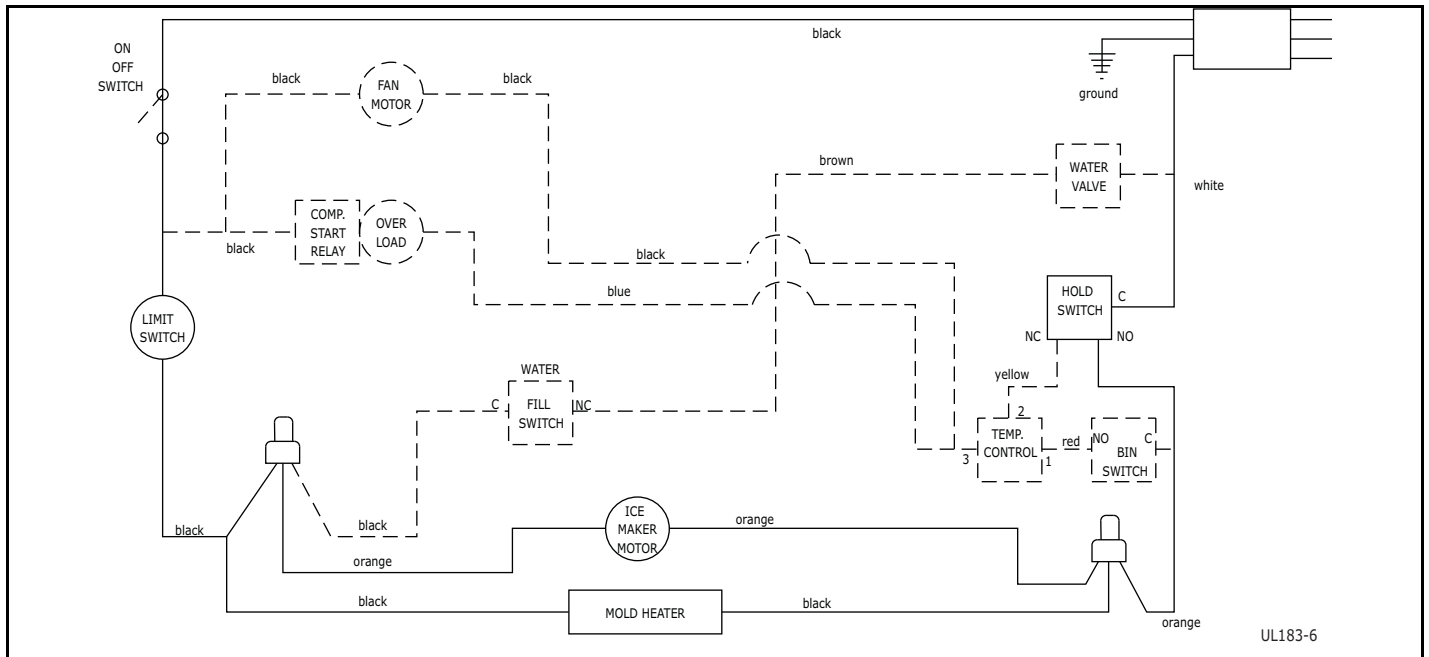 black
ON
OFF
SWITCH
black
FAN
MOTOR
black
ground
brown
WATER
VALVE
white
COMP.
START
RELAY
OVER
LOAD
black
black
blue
HOLD
SWITCH
C
NC
NO
LIMIT
SWITCH
WATER
C
FILL
SWITCH
NC
yellow
2
TEMP.
CONTROL
3
1
red
NO
C
BIN
SWITCH
black
black
orange
ICE
MAKER
MOTOR
orange
black
MOLD HEATER
black
orange
UL183-6